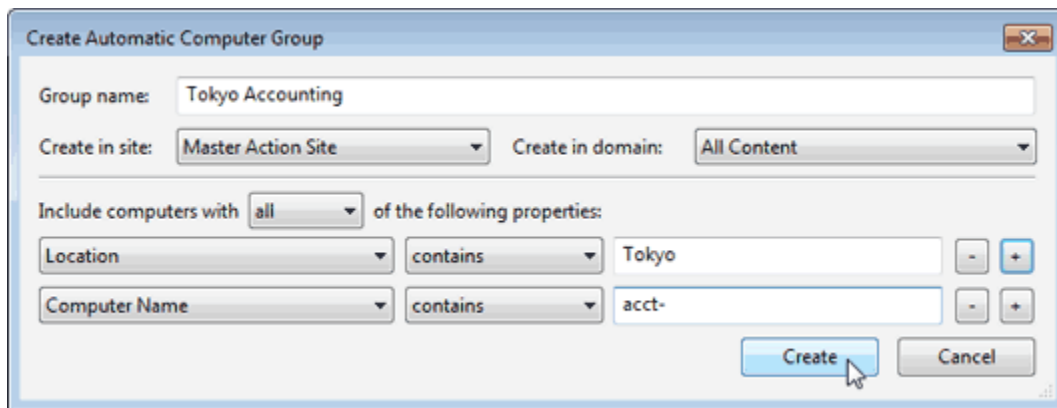 Create Automatic Computer Group
Group name: Tokyo Accounting
Create in site: Master Action Site Create in domain: All Content
Include computers with all of the following properties:
Location contains Tokyo - +
Computer Name contains acct- - +
Create Cancel